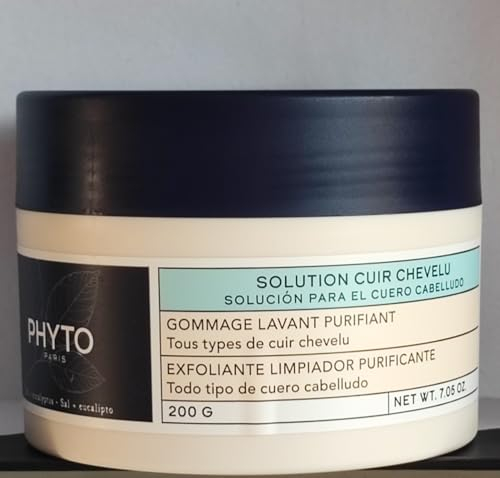 PHYTO
PARIS
eucalyptus • Sal + eucalipto
SOLUTION CUIR CHEVELU
SOLUCIÓN PARA EL CUERO CABELLUDO
GOMMAGE LAVANT PURIFIANT
Tous types de cuir chevelu
EXFOLIANTE LIMPIADOR PURIFICANTE
Todo tipo de cuero cabelludo
200 G
NET WT. 7.05 OZ.